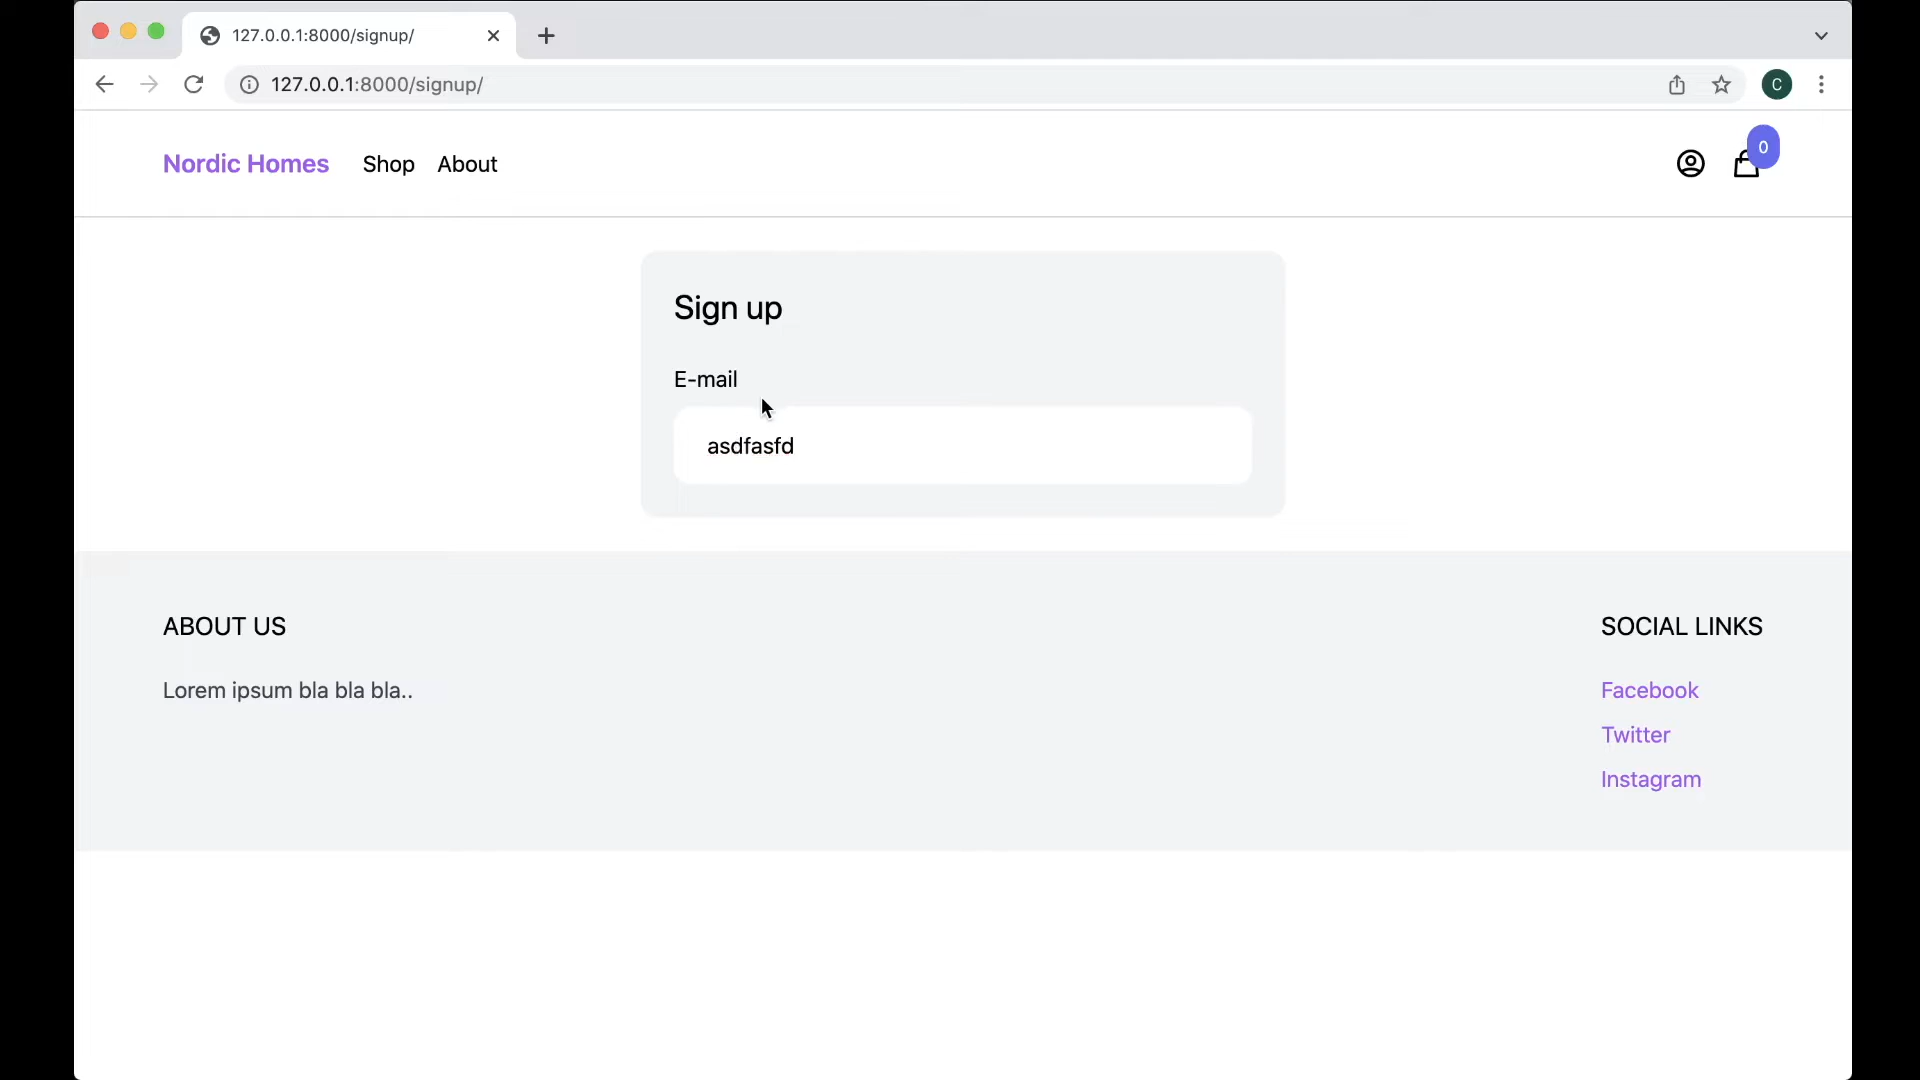 127.0.0.1:8000/signup/
127.0.0.1:8000/signup/
C
Nordic Homes Shop About
0
Sign up
E-mail
asdfasfd
ABOUT US
SOCIAL LINKS
Lorem ipsum bla bla bla..
Facebook
Twitter
Instagram